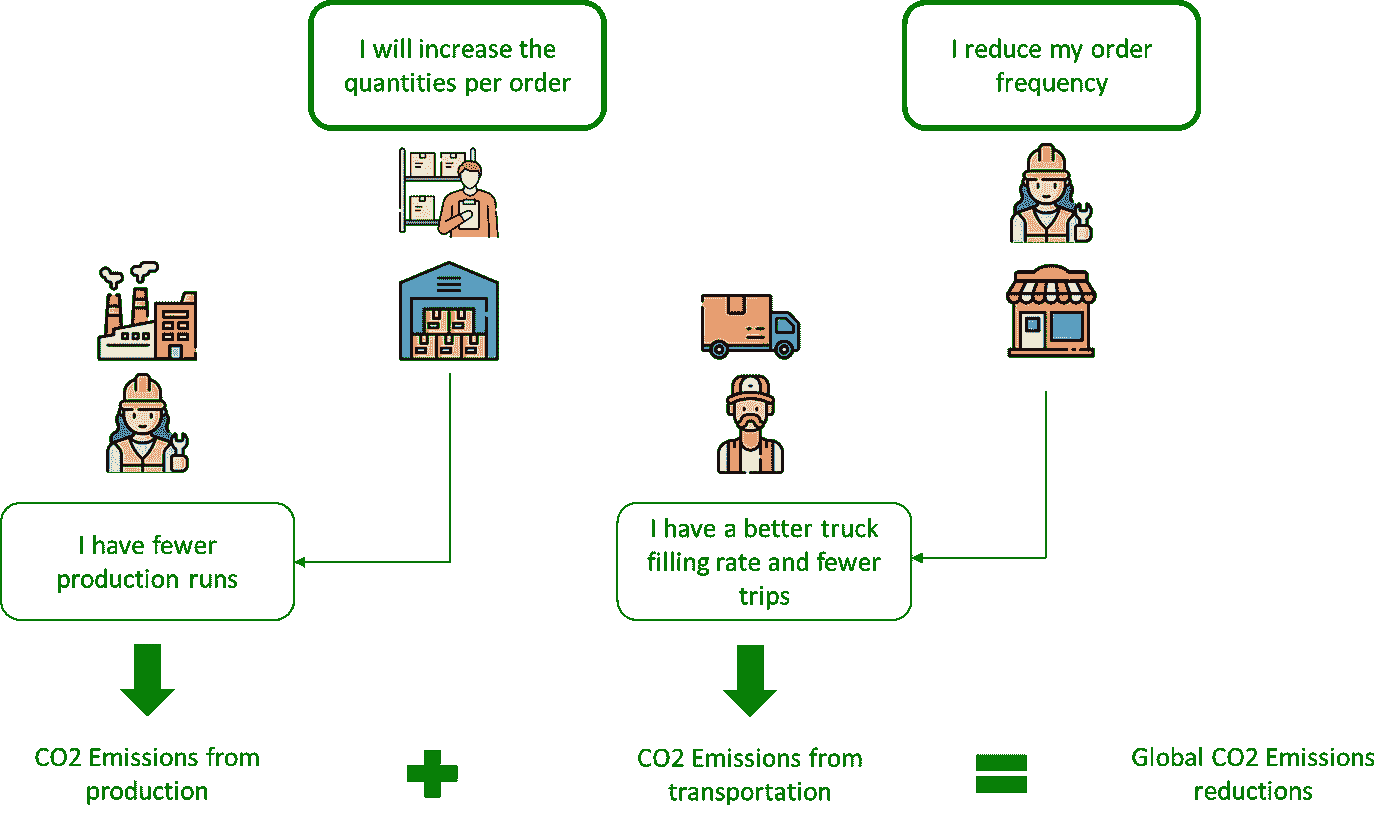 I will increase the
quantities per order
I reduce my order
frequency
I have fewer
production runs
I have a better truck
filling rate and fewer
trips
CO2 Emissions from
production
CO2 Emissions from
transportation
Global CO2 Emissions
reductions